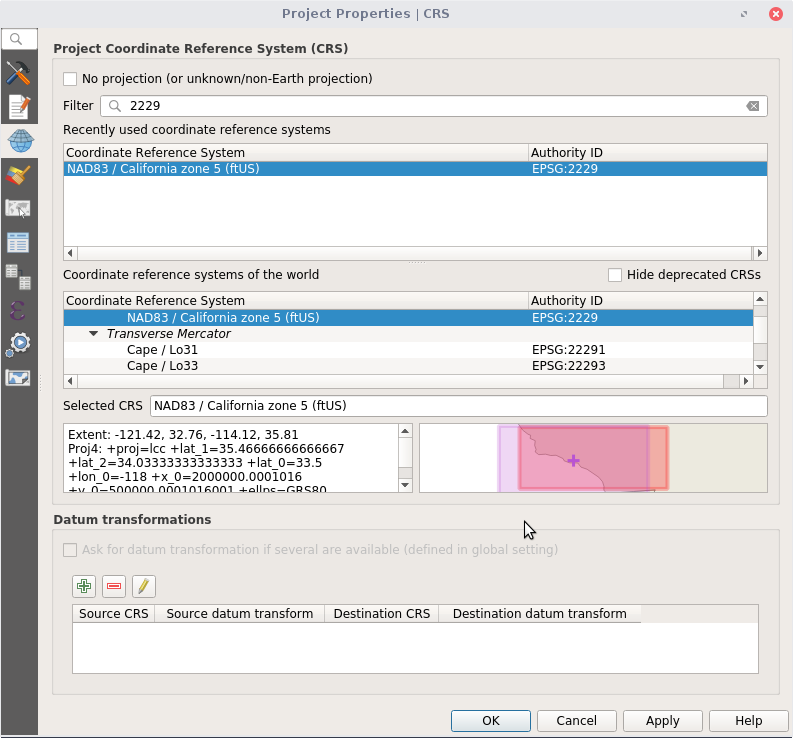 Project Properties | CRS
Project Coordinate Reference System (CRS)
No projection (or unknown/non-Earth projection)
Filter 2229
Recently used coordinate reference systems
Coordinate Reference System Authority ID
NAD83 / California zone 5 (ftUS) EPSG:2229
Coordinate reference systems of the world Hide deprecated CRSs
Coordinate Reference System Authority ID
NAD83 / California zone 5 (ftUS) EPSG:2229
Transverse Mercator
Cape / Lo31 EPSG:22291
Cape / Lo33 EPSG:22293
Selected CRS NAD83 / California zone 5 (ftUS)
Extent: -121.42, 32.76, -114.12, 35.81
Proj4: +proj=lcc +lat_1=35.46666666666667
+lat_2=34.03333333333333 +lat_0=33.5
+lon_0=-118 +x_0=2000000.0001016
+y_0=500000.0001016001 +ellps=GRS80
Datum transformations
Ask for datum transformation if several are available (defined in global setting)
Source CRS Source datum transform Destination CRS Destination datum transform
OK Cancel Apply Help